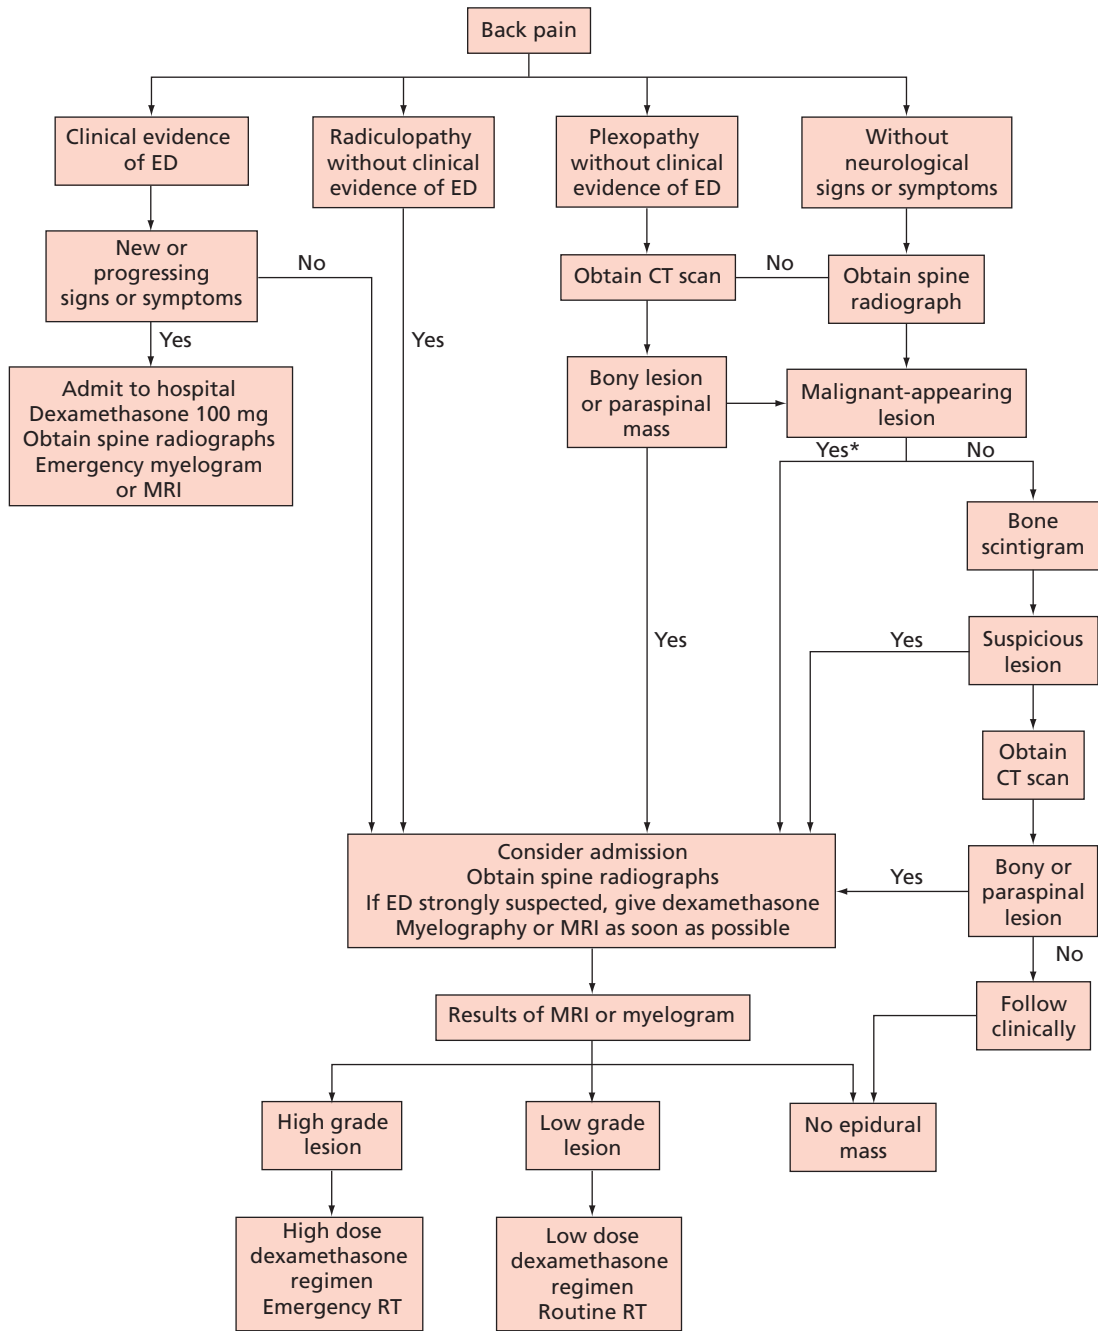 Back pain
Clinical evidence
of ED
Radiculopathy
without clinical
evidence of ED
Plexopathy
without clinical
evidence of ED
Without
neurological
signs or symptoms
New or
progressing
signs or symptoms
No
Obtain CT scan
No
Obtain spine
radiograph
Yes
Yes
Admit to hospital
Dexamethasone 100 mg
Obtain spine radiographs
Emergency myelogram
or MRI
Bony lesion
or paraspinal
mass
Malignant-appearing
lesion
Yes*
No
Bone
scintigram
Yes
Yes
Suspicious
lesion
Obtain
CT scan
Consider admission
Obtain spine radiographs
If ED strongly suspected, give dexamethasone
Myelography or MRI as soon as possible
Yes
Bony or
paraspinal
lesion
No
Results of MRI or myelogram
Follow
clinically
High grade
lesion
Low grade
lesion
No epidural
mass
High dose
dexamethasone
regimen
Emergency RT
Low dose
dexamethasone
regimen
Routine RT